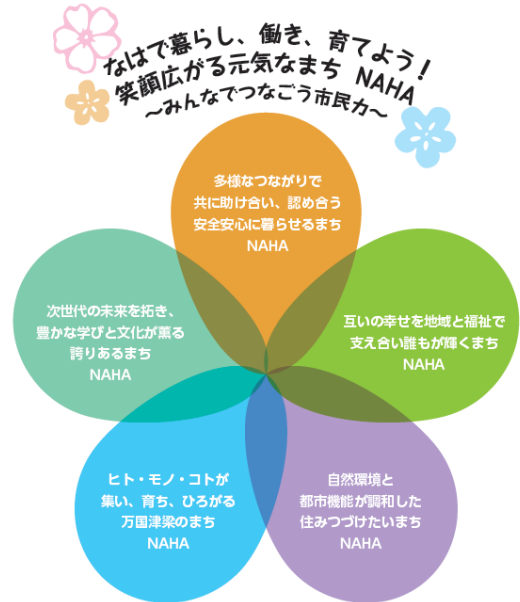 なはで暮らし、働き、育てよう！
笑顔広がる元気なまち NAHA
～みんなでつなごう市民力～
多様なつながりで
共に助け合い、認め合う
安全安心に暮らせるまち
NAHA
互いの幸せを地域と福祉で
支え合い誰もが輝くまち
NAHA
次世代の未来を拓き、
豊かな学びと文化が薫る
誇りあるまち
NAHA
ヒト・モノ・コトが
集い、育ち、ひろがる
万国津梁のまち
NAHA
自然環境と
都市機能が調和した
住みつづけたいまち
NAHA